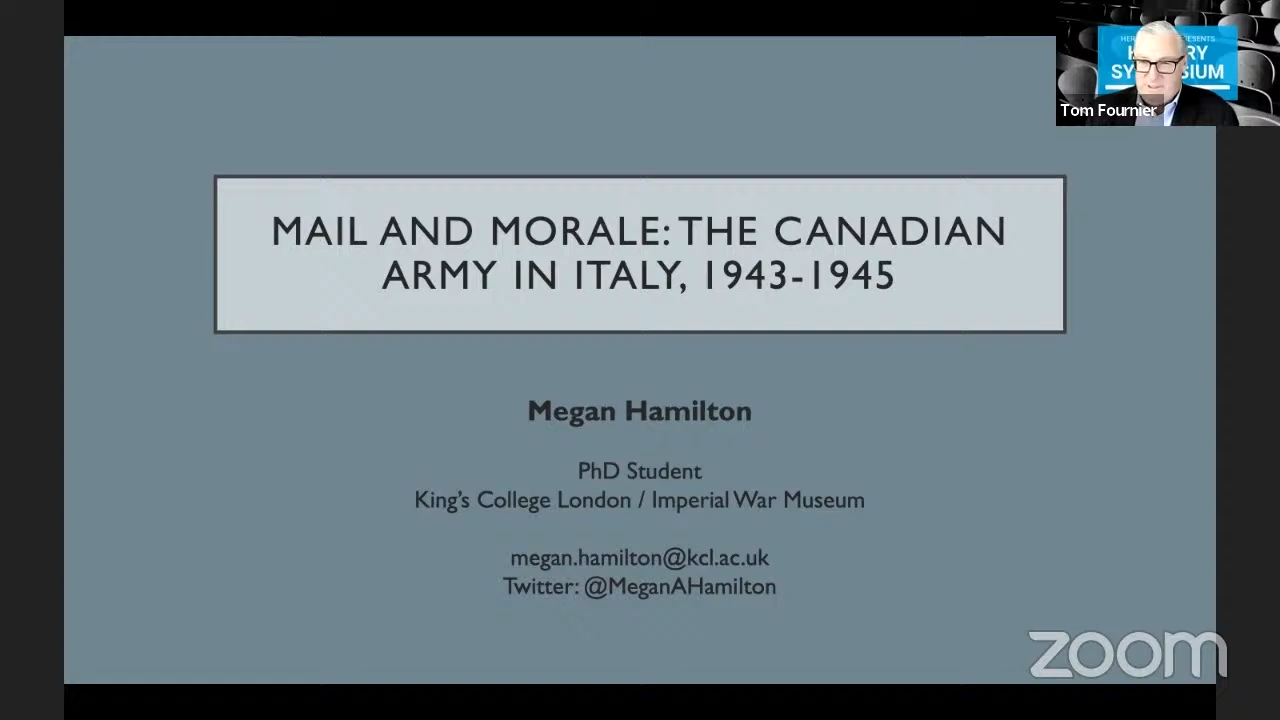 MAIL AND MORALE: THE CANADIAN
ARMY IN ITALY, 1943-1945
Megan Hamilton
PhD Student
King's College London / Imperial War Museum
megan.hamilton@kcl.ac.uk
Twitter: @MeganAHamilton
Tom Fournier
zoom